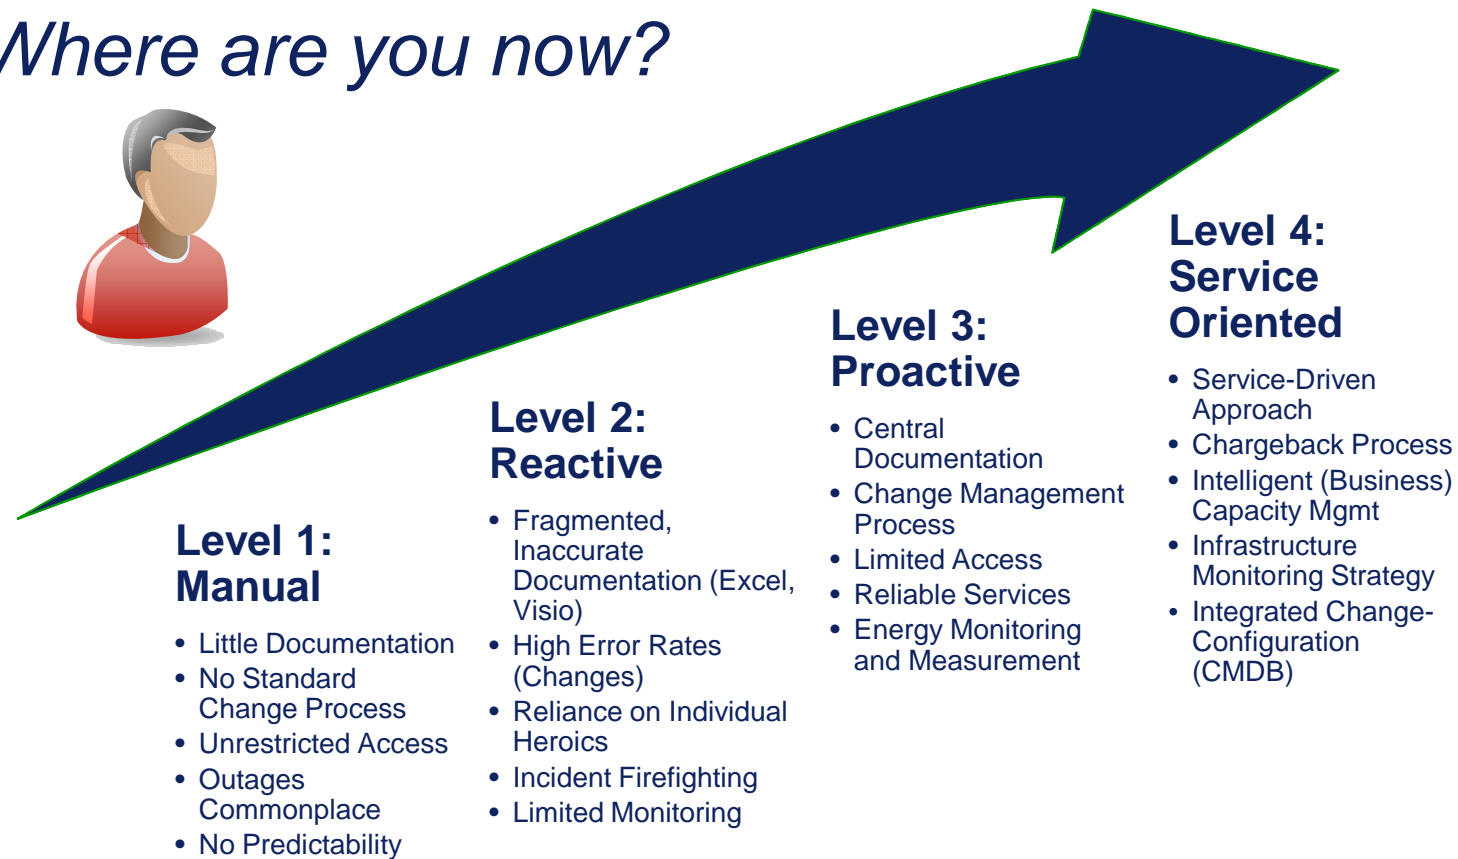 Where are you now?
Level 1:
Manual
• Little Documentation
• No Standard
Change Process
• Unrestricted Access
• Outages
Commonplace
• No Predictability
Level 2:
Reactive
• Fragmented,
Inaccurate
Documentation (Excel,
Visio)
• High Error Rates
(Changes)
• Reliance on Individual
Heroics
• Incident Firefighting
• Limited Monitoring
Level 3:
Proactive
• Central
Documentation
• Change Management
Process
• Limited Access
• Reliable Services
• Energy Monitoring
and Measurement
Level 4:
Service
Oriented
• Service-Driven
Approach
• Chargeback Process
• Intelligent (Business)
Capacity Mgmt
• Infrastructure
Monitoring Strategy
• Integrated Change-
Configuration
(CMDB)